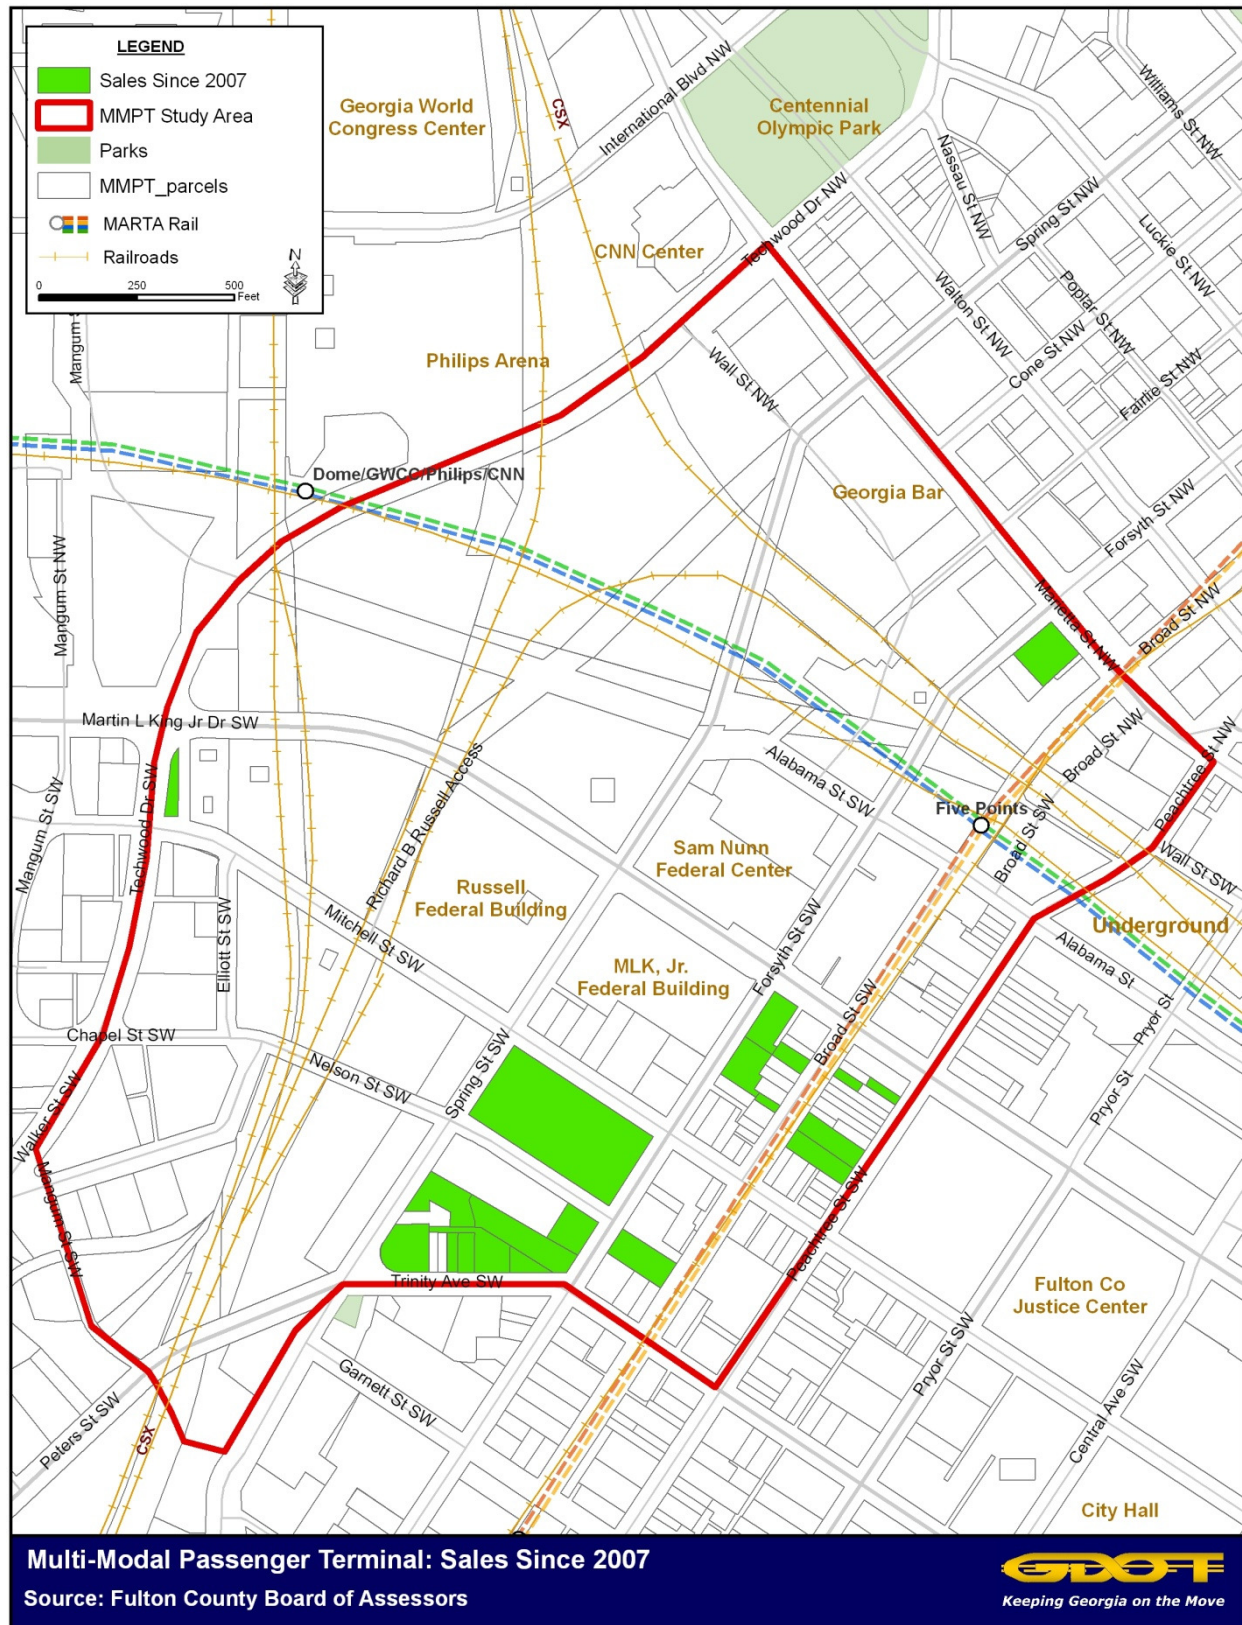 LEGEND
Sales Since 2007
MMPT Study Area
Parks
MMPT_parcels
MARTA Rail
Railroads
N
0 250 500
Feet
Georgia World
Congress Center
CSX
International Blvd NW
Centennial
Olympic Park
Williams St NW
Nassau St NW
Techwood Dr NW
Spring St NW
Luckie St NW
CNN Center
Walton St NW
Poplar St NW
Cone St NW
Fairlie St NW
Mangum S
Philips Arena
Wall St NW
Dome/GWCC/Philips/CNN
Georgia Bar
Forsyth St NW
Mangum St NW
Marietta St NW
Broad St NW
Martin L King Jr Dr SW
Broad St NW
Peachtree St NW
Alabama St SW
Richard B Russell Access
Techwood Dr SW
Mangum St SW
Five Points
Broad St SW
Wall St SW
Sam Nunn
Federal Center
Russell
Federal Building
Mitchell St SW
Elliott St SW
Underground
Forsyth St SW
Alabama St
MLK, Jr.
Federal Building
Broad St SW
Pryor St
Chapel St SW
Nelson St SW
Spring St SW
Pryor St
Walker St SW
Mangum St SW
Peachtree St SW
Trinity Ave SW
Fulton Co
Justice Center
Garnett St SW
Pryor St SW
Central Ave SW
Peters St SW
CSX
City Hall
Multi-Modal Passenger Terminal: Sales Since 2007
Source: Fulton County Board of Assessors
GDOT
Keeping Georgia on the Move